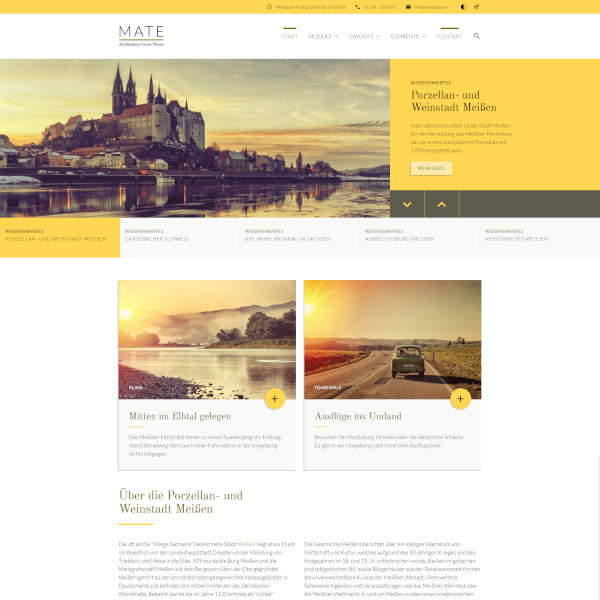 Montag bis Freitag 09:00 bis 17:00 Uhr
01234 - 1234 567
info@example.com
MATE
START
MODULE
LAYOUTS
ELEMENTE
KONTAKT
WISSENSWERTES
Porzellan- und
Weinstadt Meißen
International berühmt ist die Stadt Meißen
für die Herstellung des Meißner Porzellans,
das als erstes europäisches Porzellan seit
1708 hergestellt wird.
MEHR DAZU
WISSENSWERTES
PORZELLAN- UND WEINSTADT MEISSEN
WISSENSWERTES
GARSEBACHER SCHWEIZ
WISSENSWERTES
850 JAHRE WEINBAU IN SACHSEN
WISSENSWERTES
ALBRECHTSBURG MEISSEN
WISSENSWERTES
VERSCHNEITES MEISSEN
KLIMA
Mitten im Elbtal gelegen
Das Meißner Elbtal lädt immer zu einem Spaziergang ein. Entlang
dem Elberadweg steht auch einer Fahrradtour in die Umgebung
nichts entgegen.
TOURISMUS
Ausflüge ins Umland
Besuchen Sie Moritzburg, Dresden oder die Sächsische Schweiz.
Es gibt in der Umgebung zahlreiche tolle Ausflugsziele.
Über die Porzellan- und
Weinstadt Meißen
Die oft als die "Wiege Sachsens" bezeichnete Stadt Meißen liegt etwa 15 km
nordwestlich von der Landeshauptstadt Dresden an der Mündung von
Triebisch und Meisa in die Elbe. 929 wurde die Burg Meißen und die
Markgrafschaft Meißen auf dem Bergsporn über der Elbe gegründet.
Meißen gehört zu den am nördlichsten gelegenen Weinanbaugebieten in
Deutschland und befindet sich mitten im Herzen der Sächsischen
Weinstraße. Bekannt wurde die im Jahre 1150 erstmals als "civitas"
Die Geschichte Meißens berichtet über ein stetiges Wachstum von
Wirtschaft und Kultur, welches aufgrund des 30-jährigen Krieges und den
Kriegsjahren im 18. und 19. Jh. unterbrochen wurde. Bauten im gotischen
und spätgotischen Stil, sowie Bürgerhäuser aus der Renaissancezeit formen
die unverwechselbare Kulisse der Meißner Altstadt. Viele weitere
Sehenswürdigkeiten und Veranstaltungen, wie das Meißner Weinfest oder
die Meißner Weihnacht, in und um Meißen runden einen erlebnisreichen